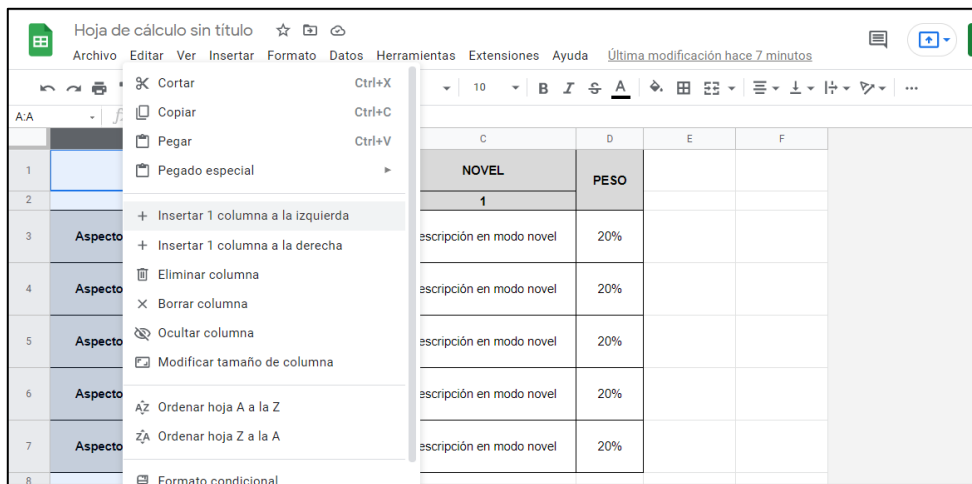 Hoja de cálculo sin título
Archivo Editar Ver Insertar Formato Datos Herramientas Extensiones Ayuda Última modificación hace 7 minutos
10 B I S A
A:A
Cortar Ctrl+X
Copiar Ctrl+C
Pegar Ctrl+V
Pegado especial
Insertar 1 columna a la izquierda
Insertar 1 columna a la derecha
Eliminar columna
Borrar columna
Ocultar columna
Modificar tamaño de columna
Ordenar hoja A a la Z
Ordenar hoja Z a la A
Formato condicional
C D E F
1 NOVEL PESO
2 1
3 Aspecto escripción en modo novel 20%
4 Aspecto escripción en modo novel 20%
5 Aspecto escripción en modo novel 20%
6 Aspecto escripción en modo novel 20%
7 Aspecto escripción en modo novel 20%
8